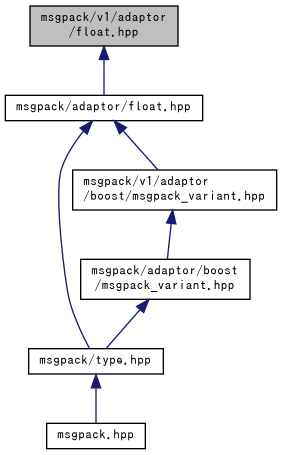 msgpack/v1/adaptor
/float.hpp
msgpack/adaptor/float.hpp
msgpack/v1/adaptor
/boost/msgpack_variant.hpp
msgpack/adaptor/boost
/msgpack_variant.hpp
msgpack/type.hpp
msgpack.hpp